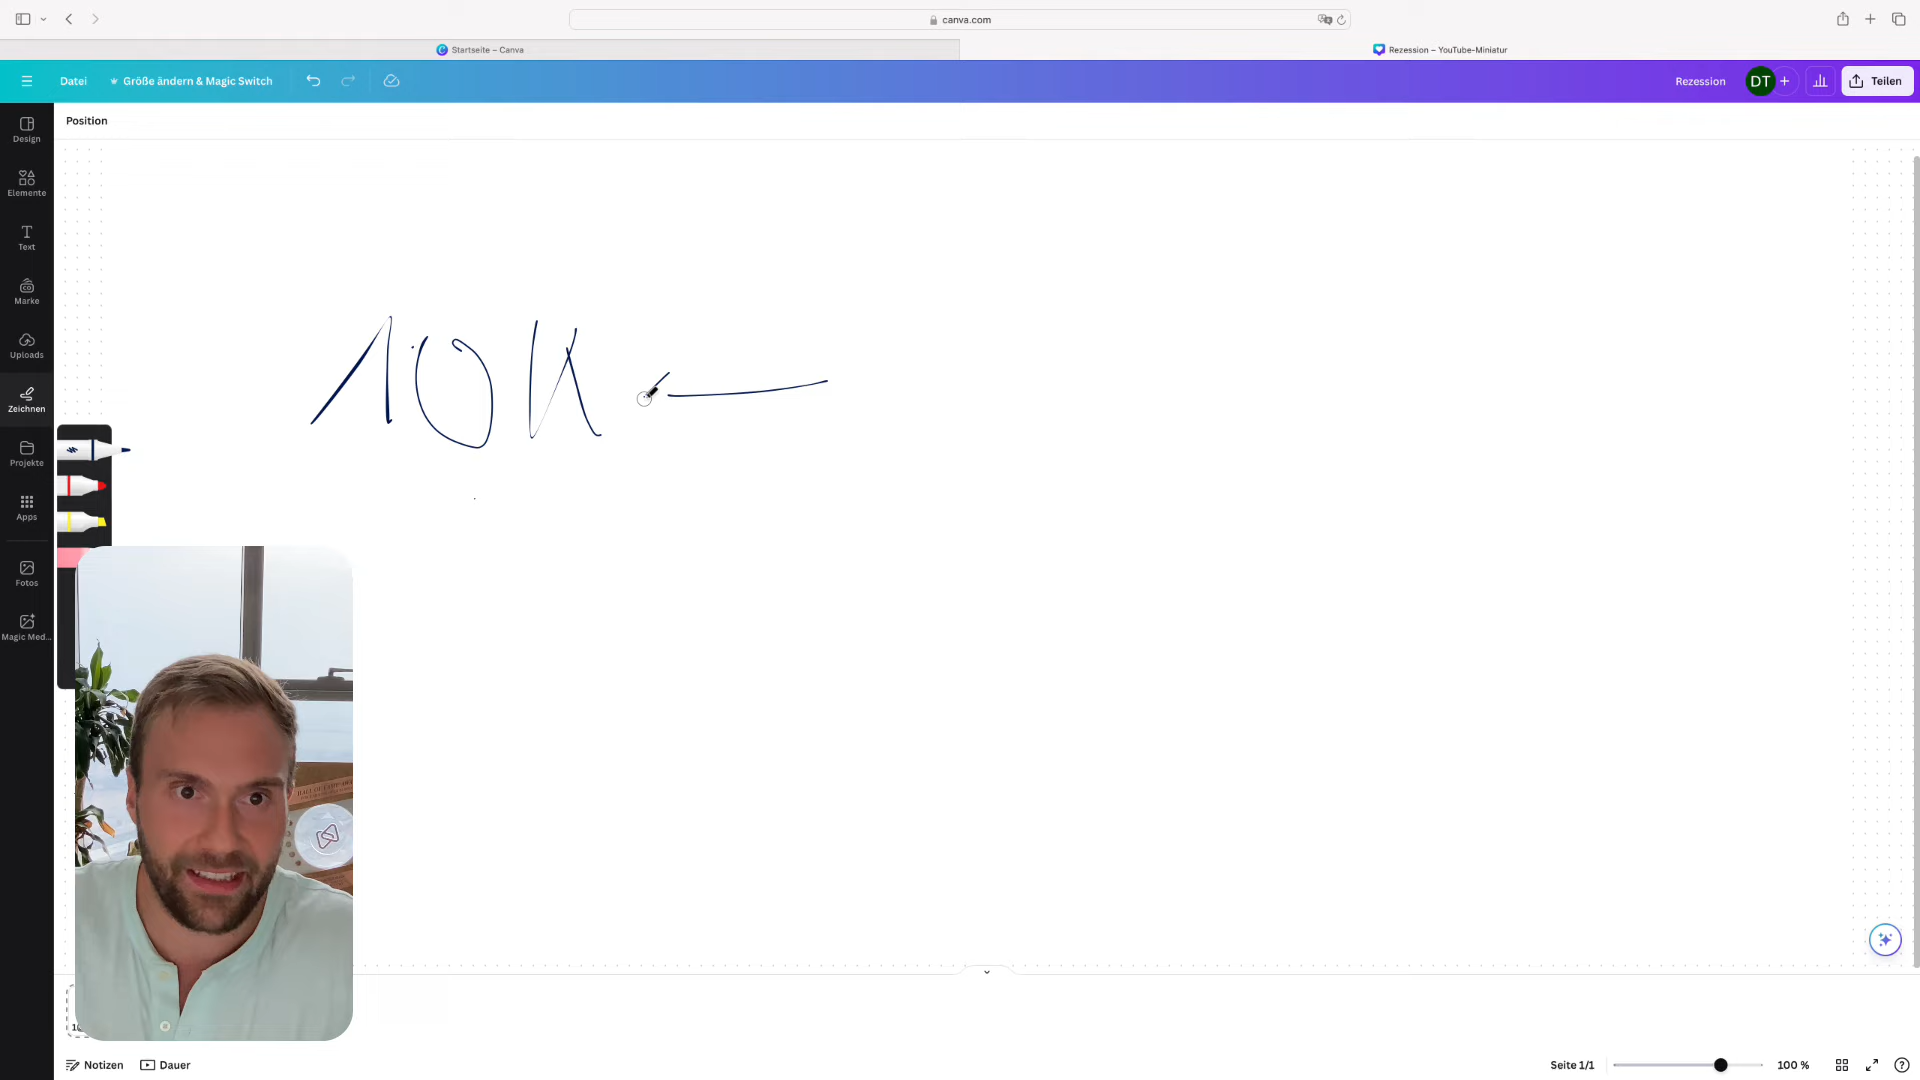 canva.com
Startseite – Canva
Rezession – YouTube-Miniatur
Datei
Größe ändern & Magic Switch
Rezession
DT
Teilen
Position
Design
Elemente
Text
Marke
Uploads
Zeichnen
Projekte
Apps
Fotos
Magic Med...
10K
Notizen
Dauer
Seite 1/1
100 %